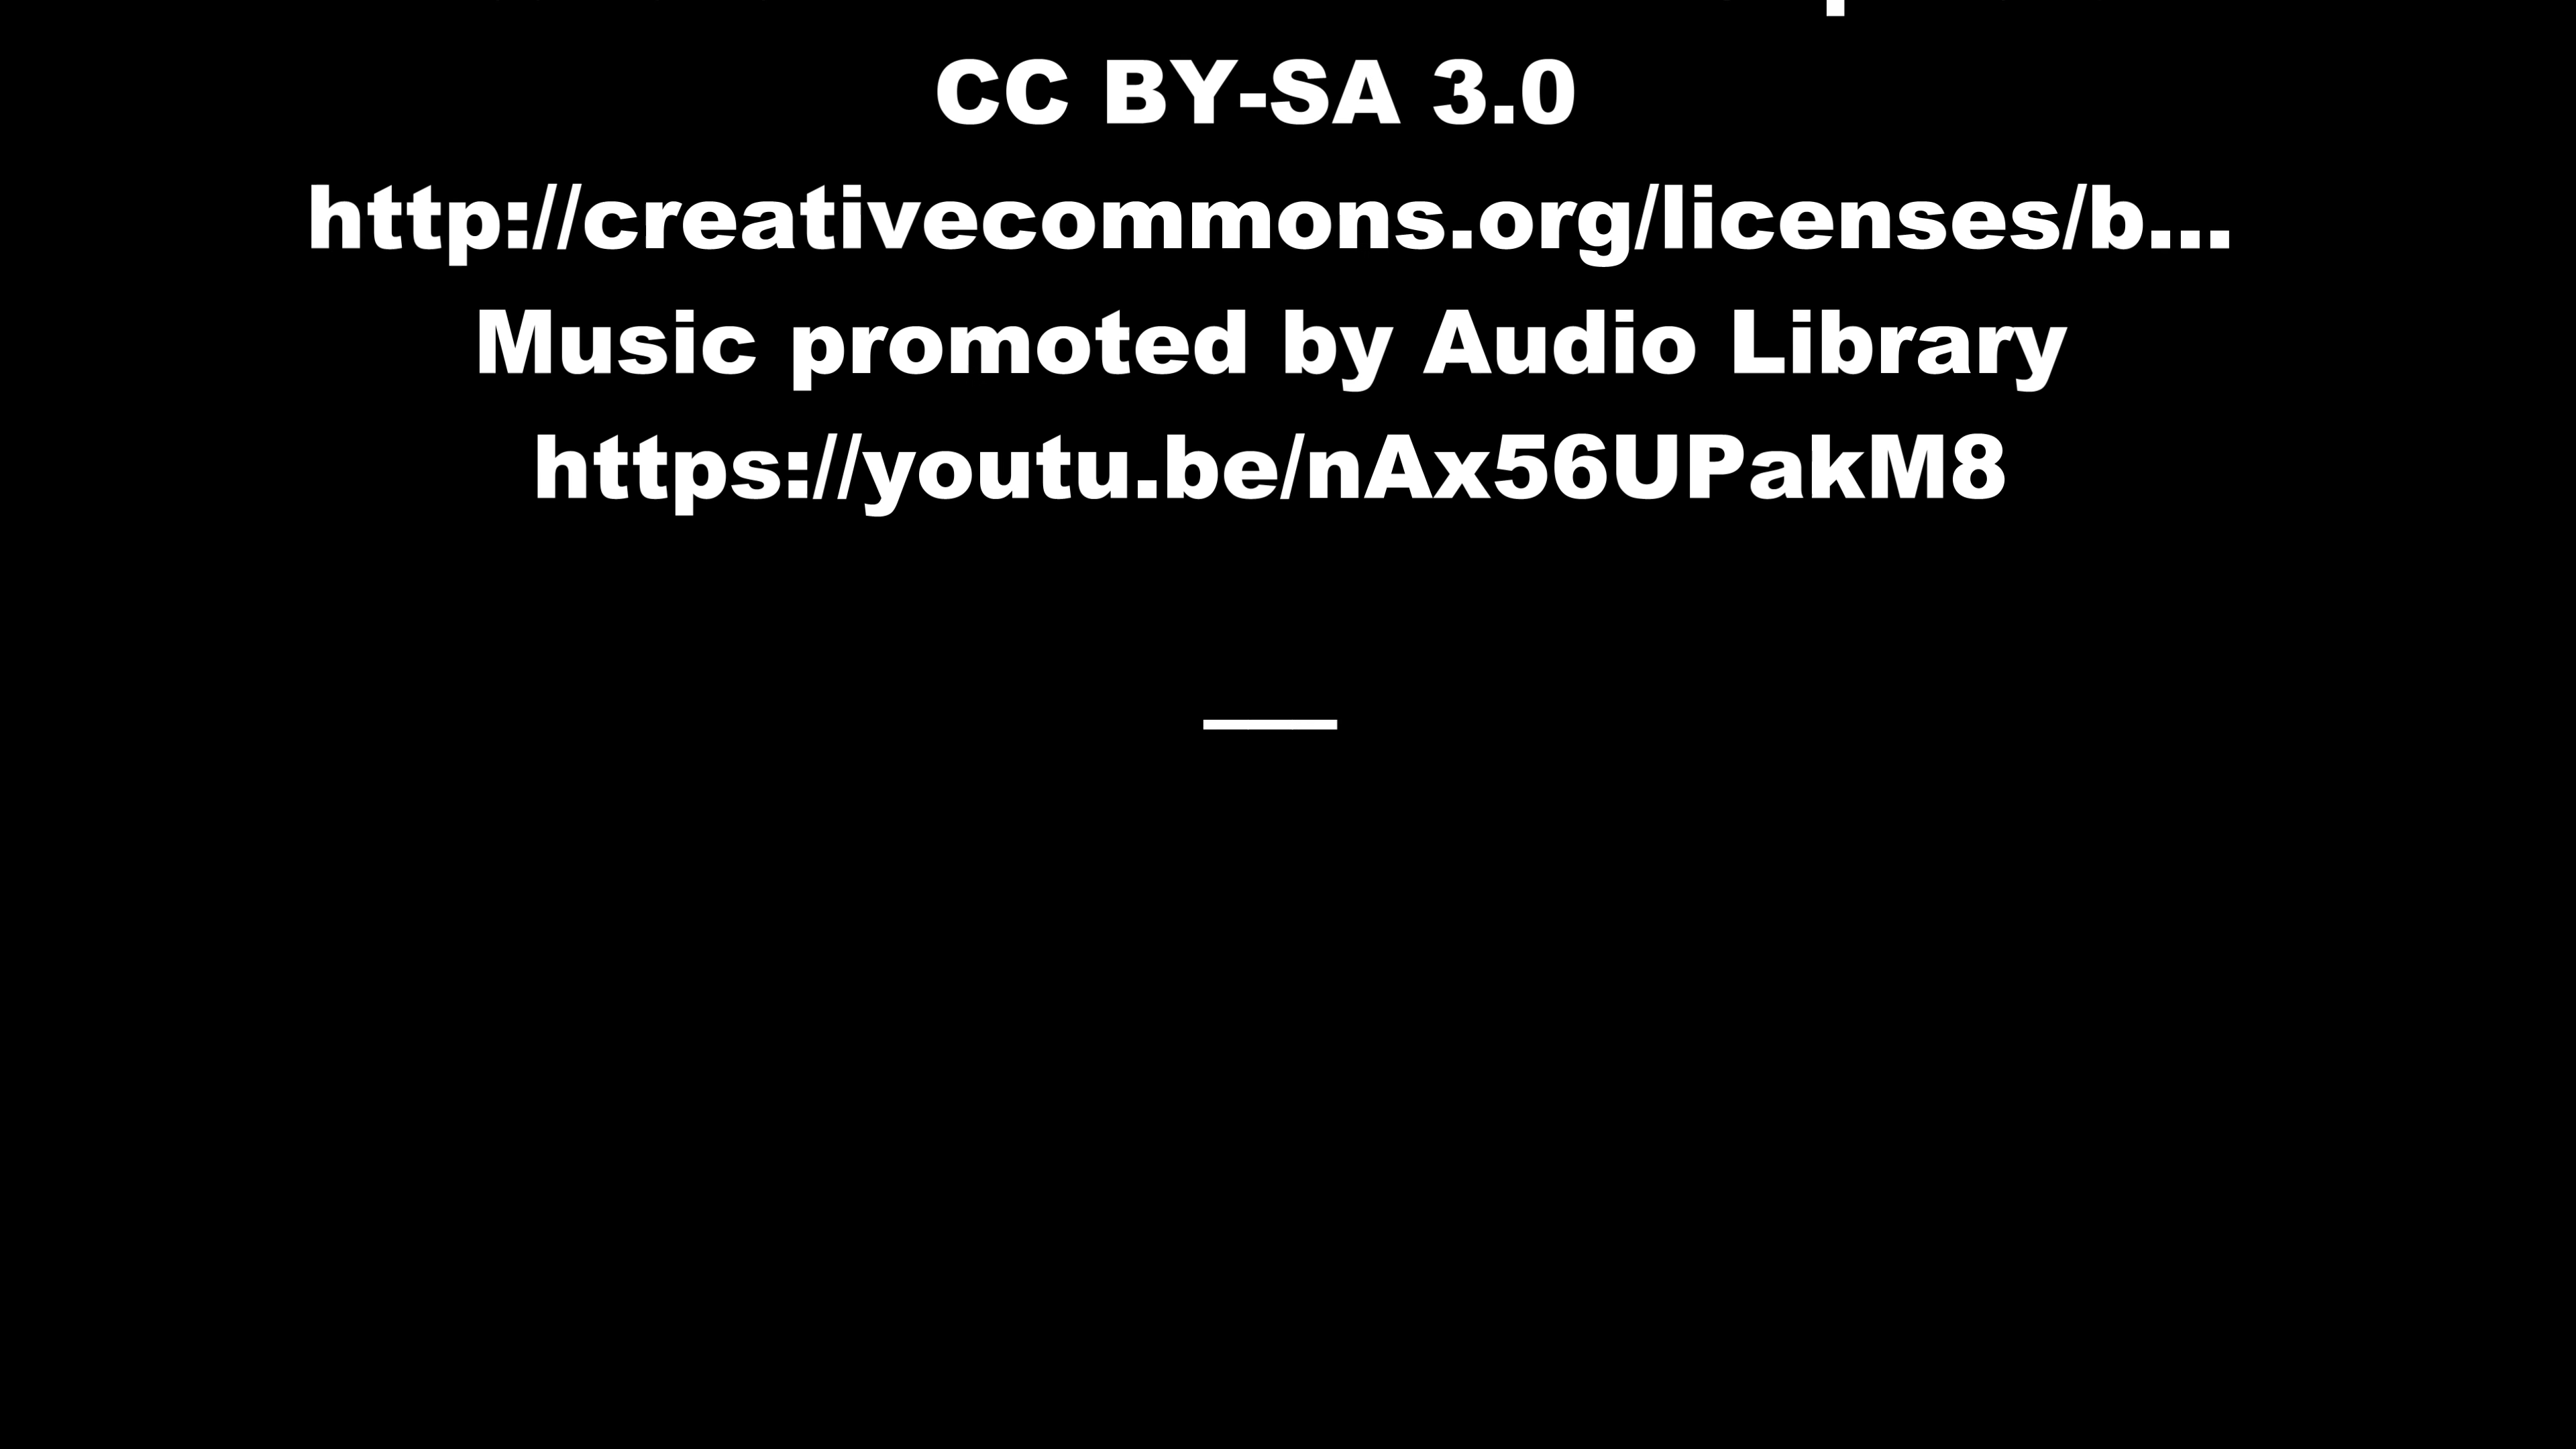 CC BY-SA 3.0
http://creativecommons.org/licenses/b...
Music promoted by Audio Library
https://youtu.be/nAx56UPakM8